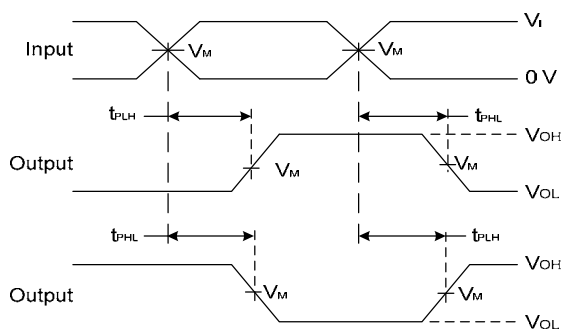 Input VM VM VI
0 V
tPLH tPHL
Output VM VM VOH
VOL
tPHL tPLH
Output VM VM VOH
VOL